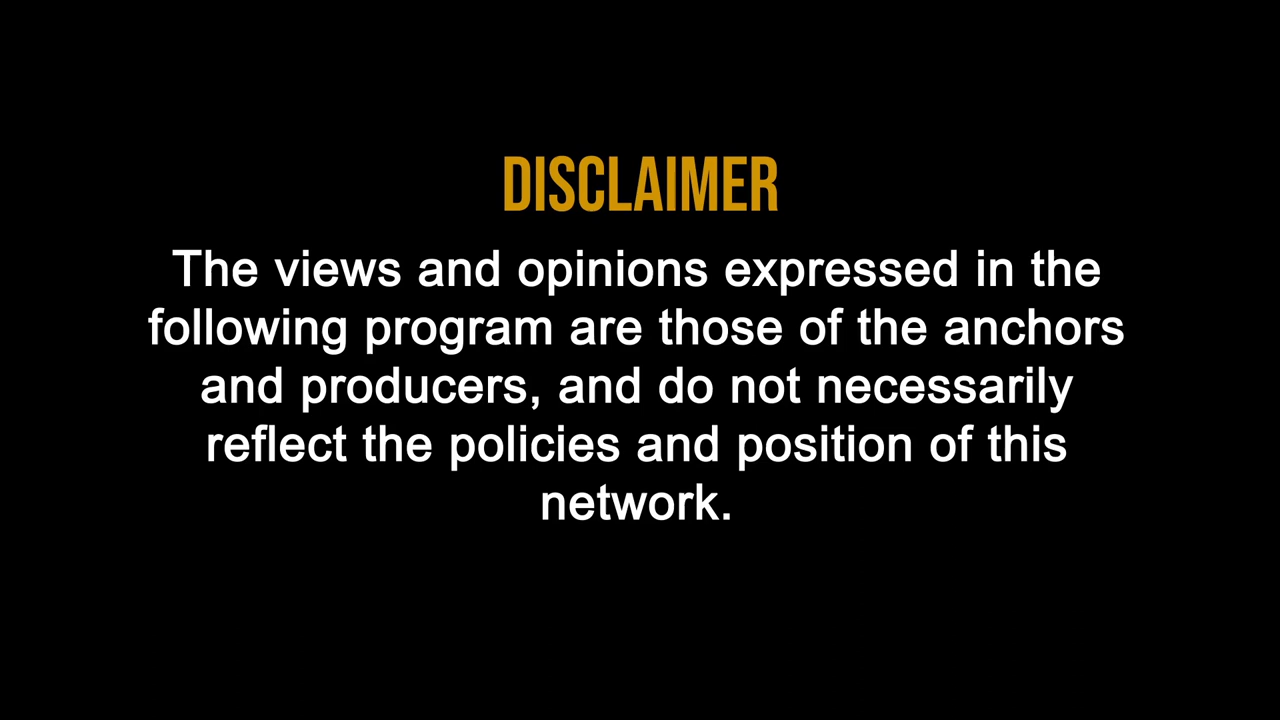 DISCLAIMER
The views and opinions expressed in the
following program are those of the anchors
and producers, and do not necessarily
reflect the policies and position of this
network.